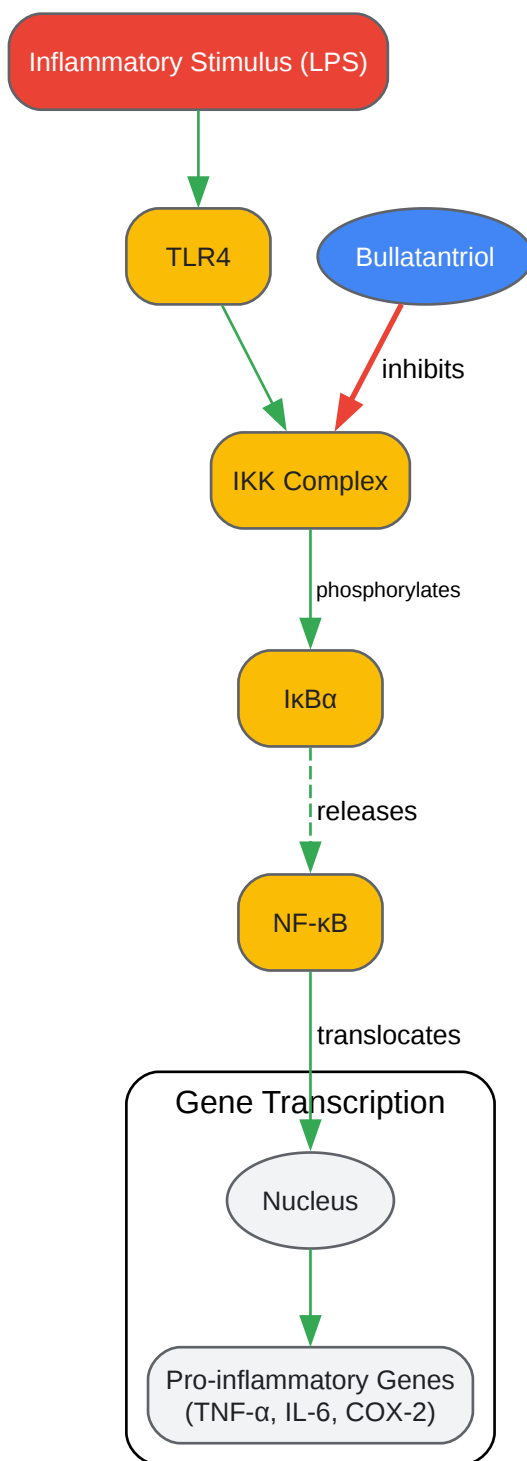 Inflammatory Stimulus (LPS)
TLR4
Bullatantriol
inhibits
IKK Complex
phosphorylates
IκBα
releases
NF-κB
translocates
Gene Transcription
Nucleus
Pro-inflammatory Genes
(TNF-α, IL-6, COX-2)